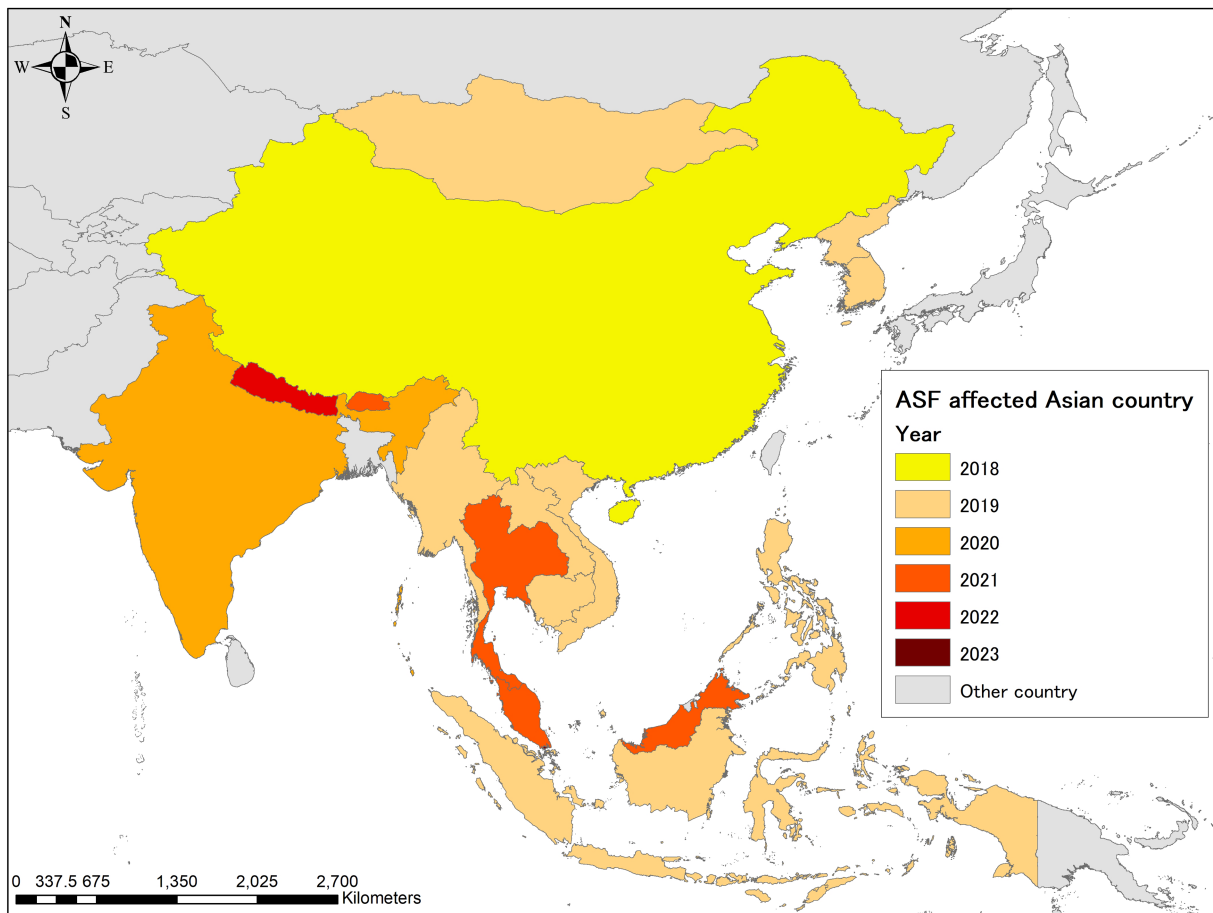 N
W E
S
ASF affected Asian country
Year
2018
2019
2020
2021
2022
2023
Other country
0 337.5 675 1,350 2,025 2,700
Kilometers